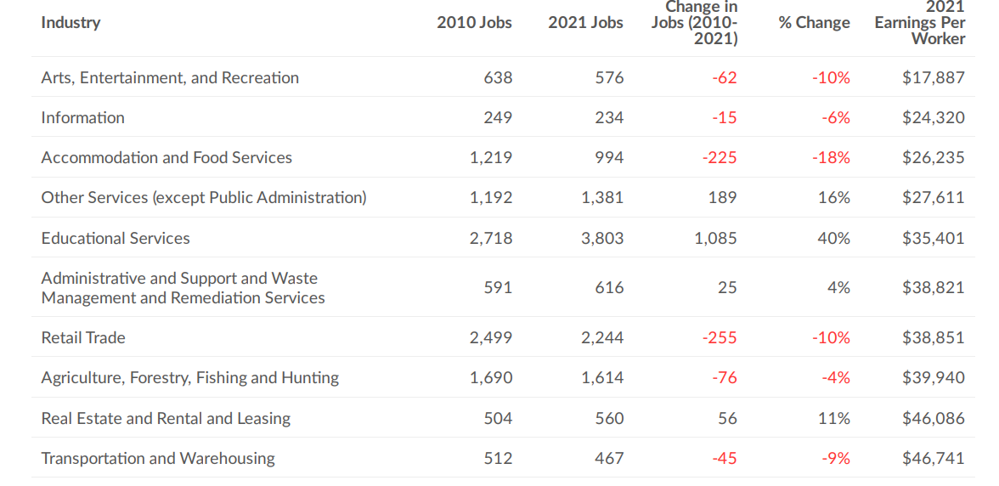 Industry 2010 Jobs 2021 Jobs Change in Jobs (2010-2021) % Change 2021 Earnings Per Worker
Arts, Entertainment, and Recreation 638 576 -62 -10% $17,887
Information 249 234 -15 -6% $24,320
Accommodation and Food Services 1,219 994 -225 -18% $26,235
Other Services (except Public Administration) 1,192 1,381 189 16% $27,611
Educational Services 2,718 3,803 1,085 40% $35,401
Administrative and Support and Waste
Management and Remediation Services 591 616 25 4% $38,821
Retail Trade 2,499 2,244 -255 -10% $38,851
Agriculture, Forestry, Fishing and Hunting 1,690 1,614 -76 -4% $39,940
Real Estate and Rental and Leasing 504 560 56 11% $46,086
Transportation and Warehousing 512 467 -45 -9% $46,741